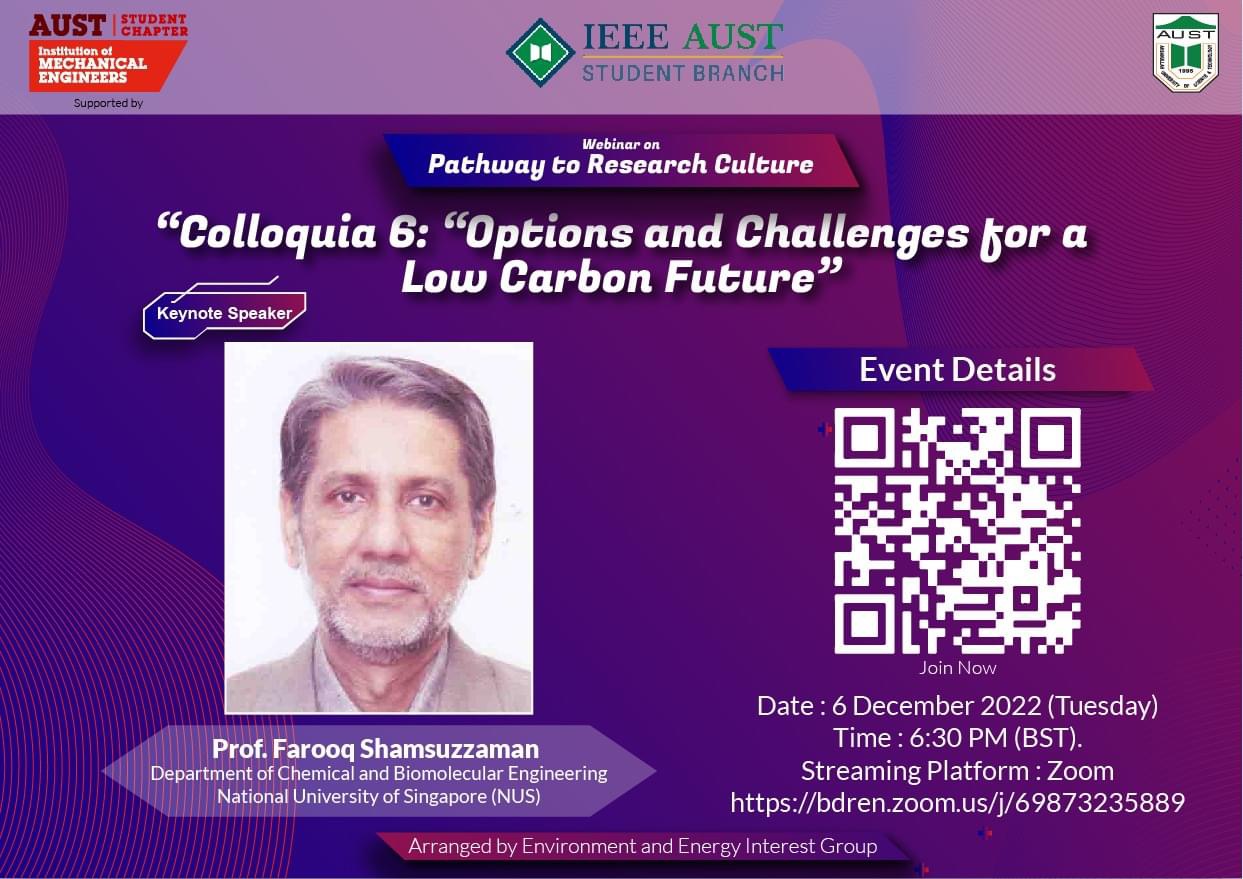 AUST STUDENT CHAPTER
Institution of
MECHANICAL
ENGINEERS
Supported by
IEEE AUST
STUDENT BRANCH
AUST
1995
Webinar on
Pathway to Research Culture
“Colloquia 6: “Options and Challenges for a
Low Carbon Future”
Keynote Speaker
Event Details
Join Now
Prof. Farooq Shamsuzzaman
Department of Chemical and Biomolecular Engineering
National University of Singapore (NUS)
Date : 6 December 2022 (Tuesday)
Time : 6:30 PM (BST).
Streaming Platform : Zoom
https://bdren.zoom.us/j/69873235889
Arranged by Environment and Energy Interest Group